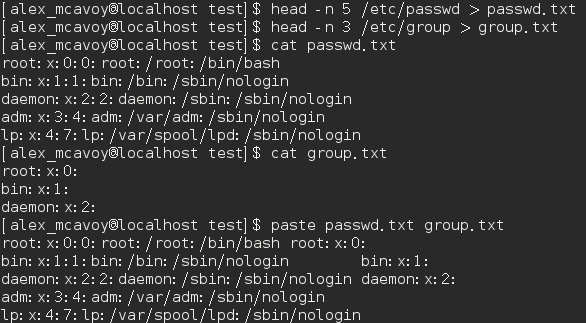 [alex_mcavoy@localhost test]$ head -n 5 /etc/passwd > passwd.txt
[alex_mcavoy@localhost test]$ head -n 3 /etc/group > group.txt
[alex_mcavoy@localhost test]$ cat passwd.txt
root:x:0:0:root:/root:/bin/bash
bin:x:1:1:bin:/bin:/sbin/nologin
daemon:x:2:2:daemon:/sbin:/sbin/nologin
adm:x:3:4:adm:/var/adm:/sbin/nologin
lp:x:4:7:lp:/var/spool/lpd:/sbin/nologin
[alex_mcavoy@localhost test]$ cat group.txt
root:x:0:
bin:x:1:
daemon:x:2:
[alex_mcavoy@localhost test]$ paste passwd.txt group.txt
root:x:0:0:root:/root:/bin/bash root:x:0:
bin:x:1:1:bin:/bin:/sbin/nologin        bin:x:1:
daemon:x:2:2:daemon:/sbin:/sbin/nologin daemon:x:2:
adm:x:3:4:adm:/var/adm:/sbin/nologin
lp:x:4:7:lp:/var/spool/lpd:/sbin/nologin